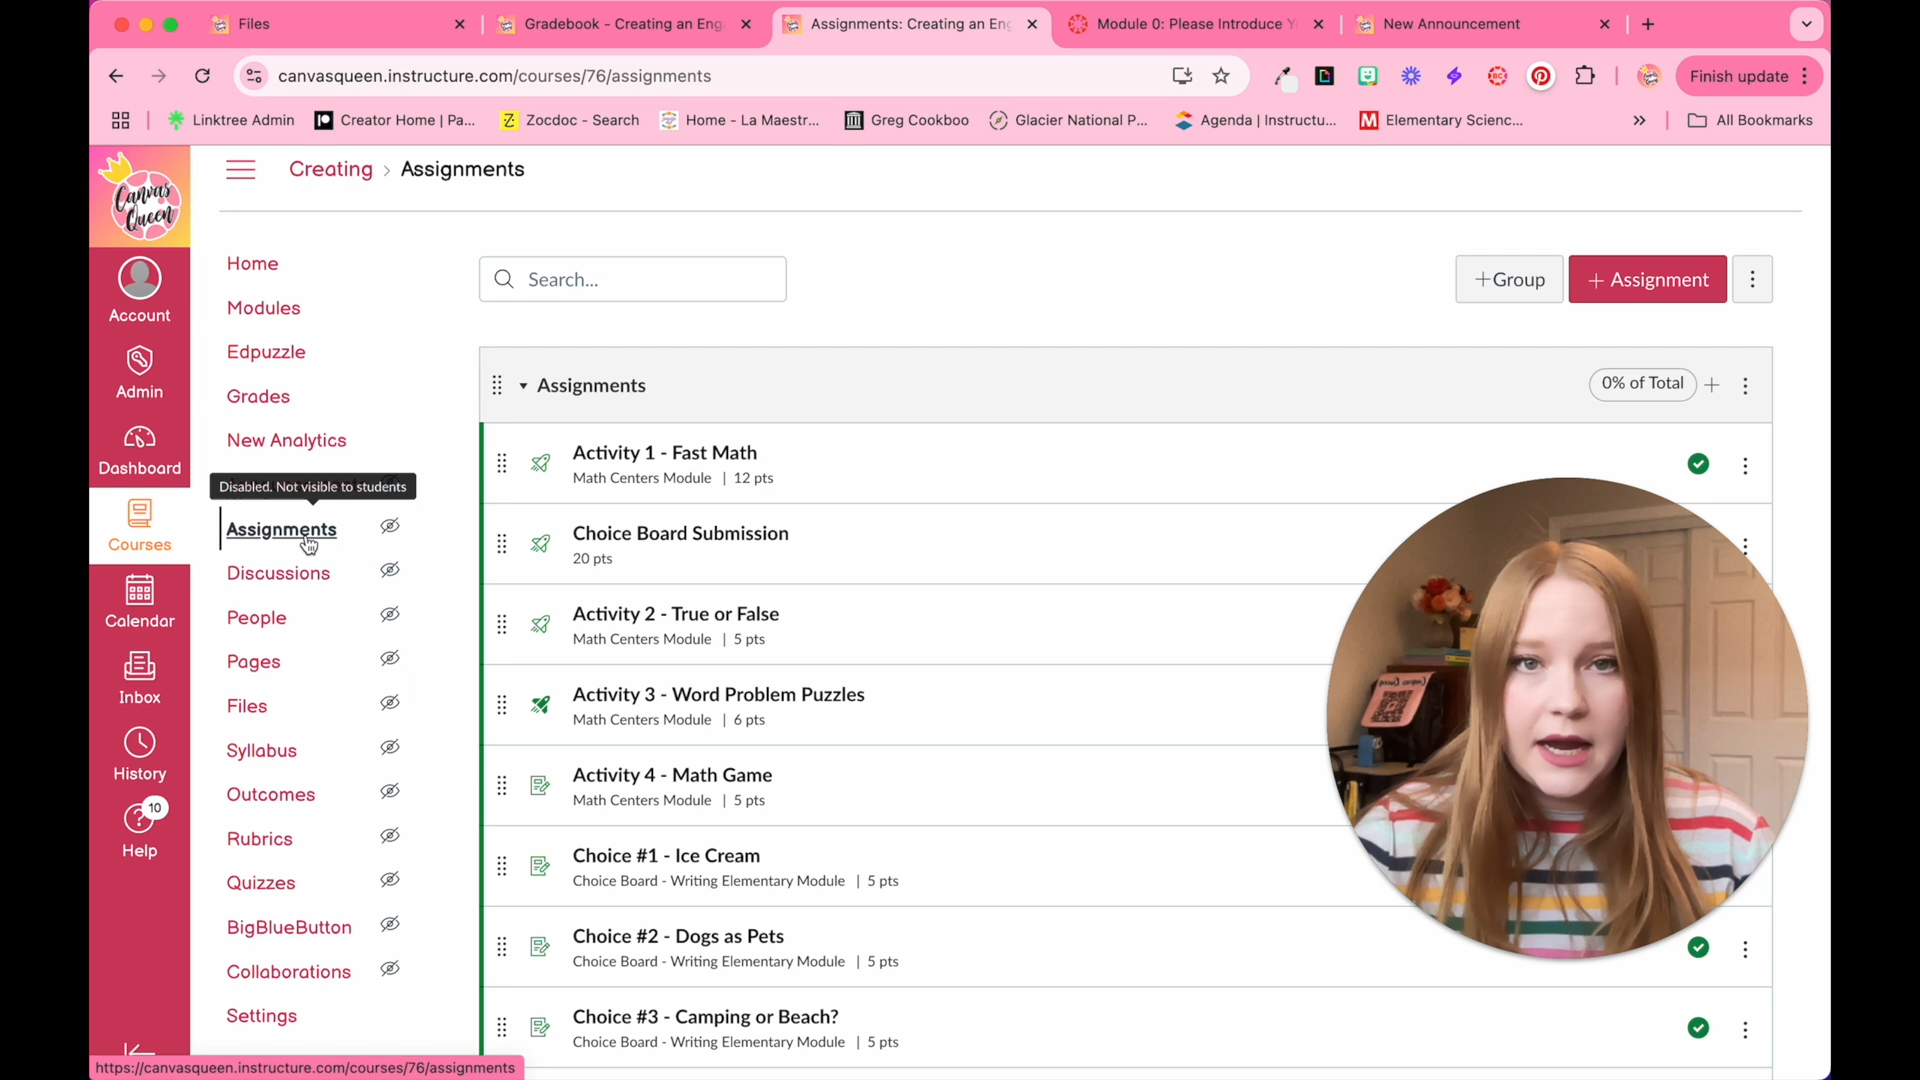 Files
Gradebook - Creating an Eng
Assignments: Creating an Eng
Module 0: Please Introduce Y
New Announcement
canvasqueen.instructure.com/courses/76/assignments
Finish update
Linktree Admin
Creator Home | Pa...
Zocdoc - Search
Home - La Maestr...
Greg Cookboo
Glacier National P...
Agenda | Instructu...
Elementary Scienc...
All Bookmarks
Canvas
Queen
Creating > Assignments
Account
Admin
Dashboard
Courses
Calendar
Inbox
History
10
Help
Home
Modules
Edpuzzle
Grades
New Analytics
Disabled. Not visible to students
Assignments
Discussions
People
Pages
Files
Syllabus
Outcomes
Rubrics
Quizzes
BigBlueButton
Collaborations
Settings
Search...
+Group
+ Assignment
Assignments
0% of Total
Activity 1 - Fast Math
Math Centers Module | 12 pts
Choice Board Submission
20 pts
Activity 2 - True or False
Math Centers Module | 5 pts
Activity 3 - Word Problem Puzzles
Math Centers Module | 6 pts
Activity 4 - Math Game
Math Centers Module | 5 pts
Choice #1 - Ice Cream
Choice Board - Writing Elementary Module | 5 pts
Choice #2 - Dogs as Pets
Choice Board - Writing Elementary Module | 5 pts
Choice #3 - Camping or Beach?
Choice Board - Writing Elementary Module | 5 pts
https://canvasqueen.instructure.com/courses/76/assignments